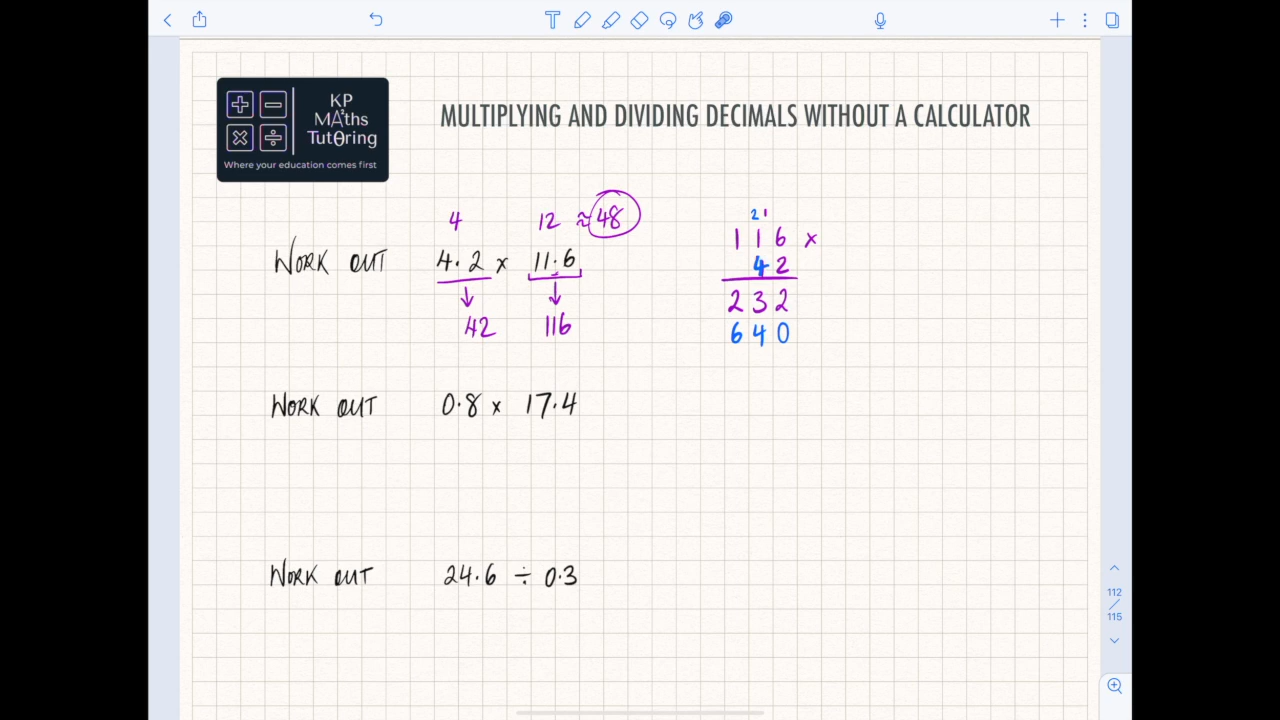 KP
MAths
TutΘring
Where your education comes first
MULTIPLYING AND DIVIDING DECIMALS WITHOUT A CALCULATOR
4 12 ≈ 48
WORK OUT 4.2 x 11.6
42 116
2 1
1 1 6 x
4 2
2 3 2
6 4 0
WORK OUT 0.8 x 17.4
WORK OUT 24.6 ÷ 0.3
112
/
115